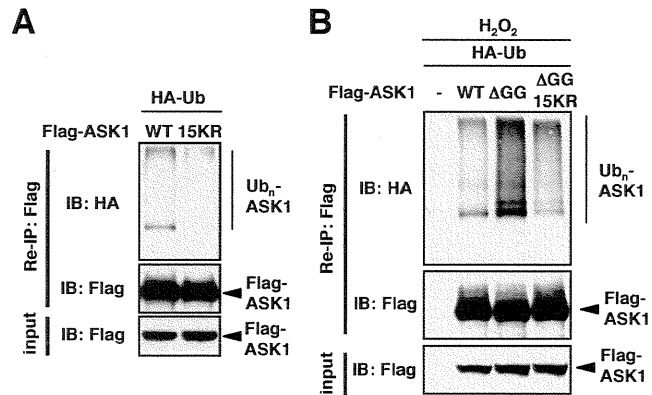 A
HA-Ub
Flag-ASK1 WT 15KR
Re-IP: Flag
IB: HA
Ubn-
ASK1
IB: Flag
Flag-
ASK1
input
IB: Flag
Flag-
ASK1
B
H2O2
HA-Ub
Flag-ASK1 - WT ΔGG ΔGG
15KR
Re-IP: Flag
IB: HA
Ubn-
ASK1
IB: Flag
Flag-
ASK1
input
IB: Flag
Flag-
ASK1